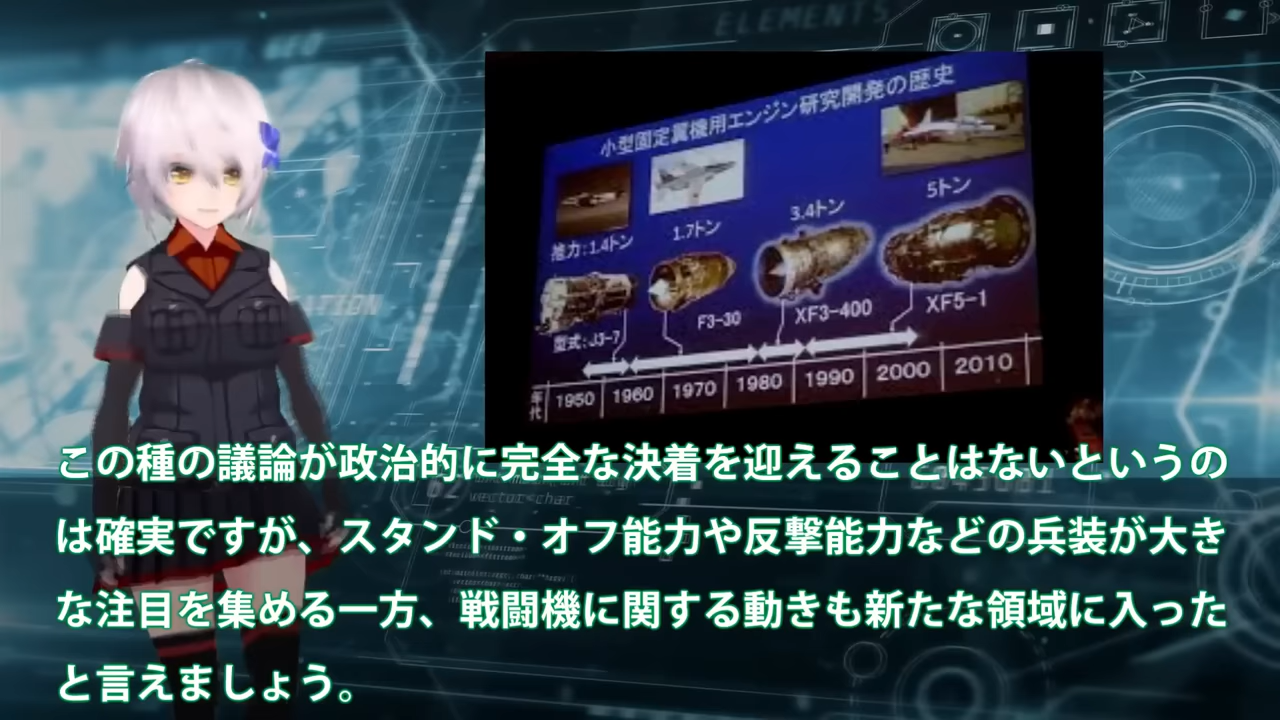 ELEMENTS
小型固定翼機用エンジン研究開発の歴史
5トン
3.4トン
1.7トン
推力:1.4トン
XF5-1
XF3-400
F3-30
型式:J3-7
年代 1950 1960 1970 1980 1990 2000 2010
この種の議論が政治的に完全な決着を迎えることはないというの
は確実ですが、スタンド・オフ能力や反撃能力などの兵装が大き
な注目を集める一方、戦闘機に関する動きも新たな領域に入った
と言えましょう。
vector<char